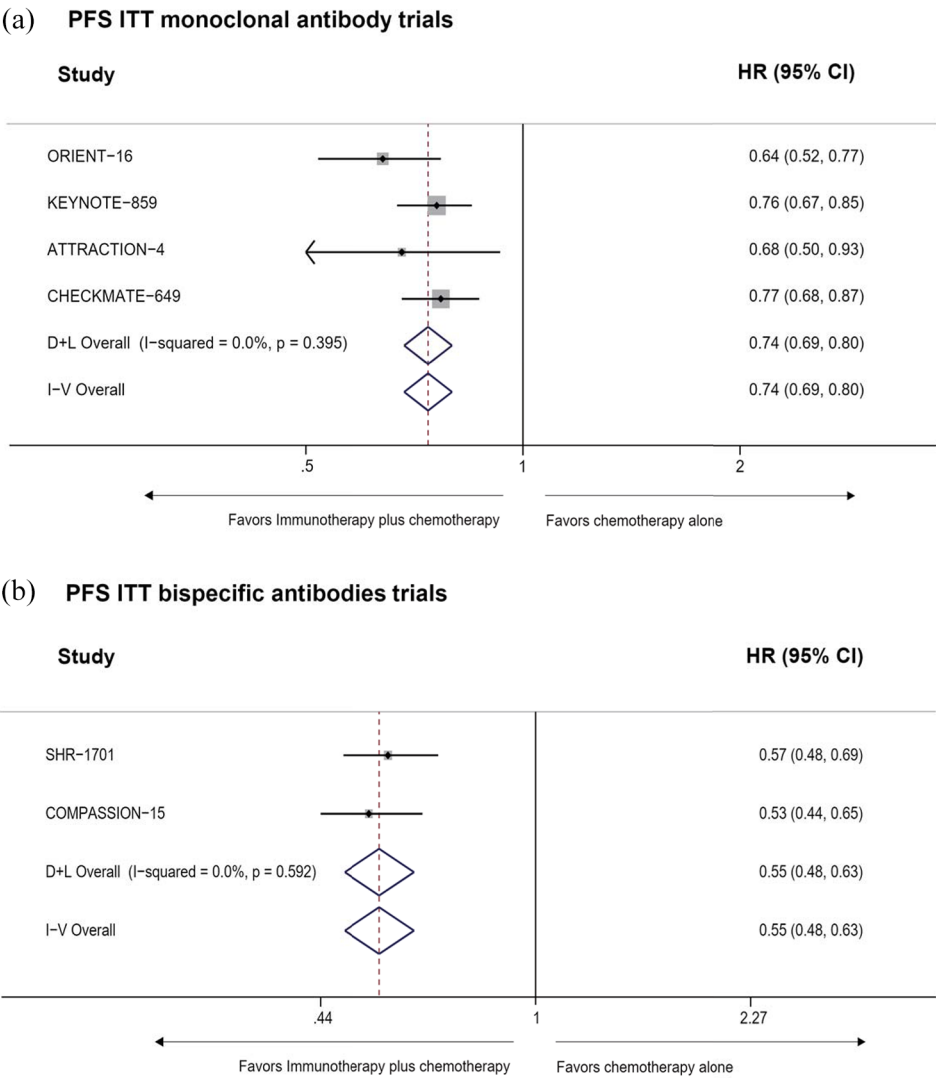 (a) PFS ITT monoclonal antibody trials
Study HR (95% CI)
ORIENT−16 0.64 (0.52, 0.77)
KEYNOTE−859 0.76 (0.67, 0.85)
ATTRACTION−4 0.68 (0.50, 0.93)
CHECKMATE−649 0.77 (0.68, 0.87)
D+L Overall (I−squared = 0.0%, p = 0.395) 0.74 (0.69, 0.80)
I−V Overall 0.74 (0.69, 0.80)
.5 1 2
Favors Immunotherapy plus chemotherapy Favors chemotherapy alone
(b) PFS ITT bispecific antibodies trials
Study HR (95% CI)
SHR−1701 0.57 (0.48, 0.69)
COMPASSION−15 0.53 (0.44, 0.65)
D+L Overall (I−squared = 0.0%, p = 0.592) 0.55 (0.48, 0.63)
I−V Overall 0.55 (0.48, 0.63)
.44 1 2.27
Favors Immunotherapy plus chemotherapy Favors chemotherapy alone